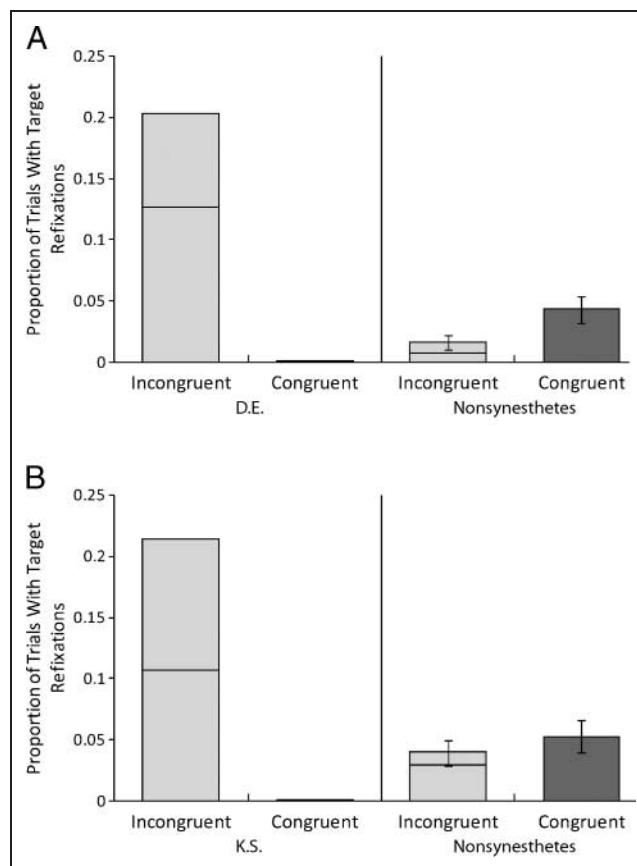 A
Proportion of Trials With Target
Refixations
0.25
0.2
0.15
0.1
0.05
0
Incongruent Congruent Incongruent Congruent
D.E. Nonsynesthetes
B
Proportion of Trials With Target
Refixations
0.25
0.2
0.15
0.1
0.05
0
Incongruent Congruent Incongruent Congruent
K.S. Nonsynesthetes